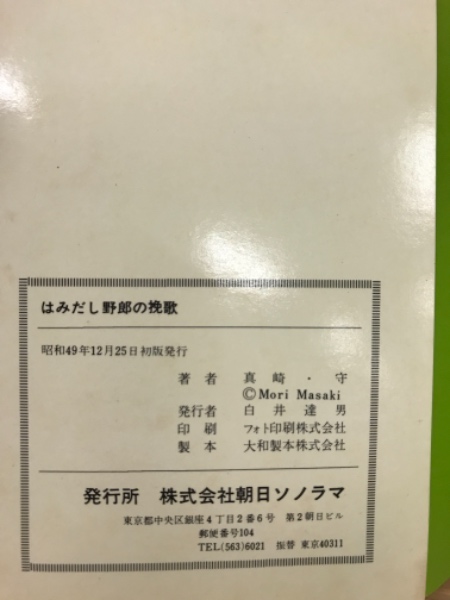 はみだし野郎の挽歌
昭和49年12月25日初版発行
著者 真崎・守
©Mori Masaki
発行者 白井達男
印刷 フォト印刷株式会社
製本 大和製本株式会社
発行所 株式会社朝日ソノラマ
東京都中央区銀座4丁目2番6号 第2朝日ビル
郵便番号104
TEL(563)6021 振替 東京40311